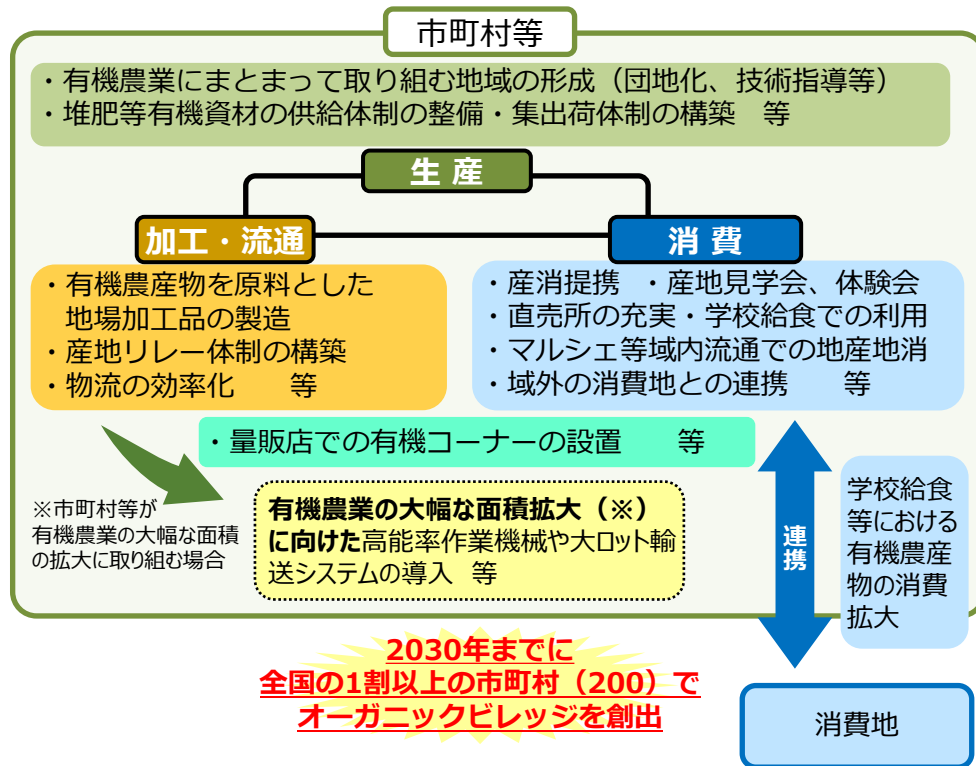 市町村等
・有機農業にまとまって取り組む地域の形成（団地化、技術指導等）
・堆肥等有機資材の供給体制の整備・集出荷体制の構築　等
生 産
加工・流通
消 費
・有機農産物を原料とした
地場加工品の製造
・産地リレー体制の構築
・物流の効率化　　等
・産消提携　・産地見学会、体験会
・直売所の充実・学校給食での利用
・マルシェ等域内流通での地産地消
・域外の消費地との連携　　等
・量販店での有機コーナーの設置　　等
※市町村等が
有機農業の大幅な面積
の拡大に取り組む場合
有機農業の大幅な面積拡大（※）
に向けた高能率作業機械や大ロット輸
送システムの導入　等
連携
学校給食
等における
有機農産
物の消費
拡大
2030年までに
全国の1割以上の市町村（200）で
オーガニックビレッジを創出
消費地